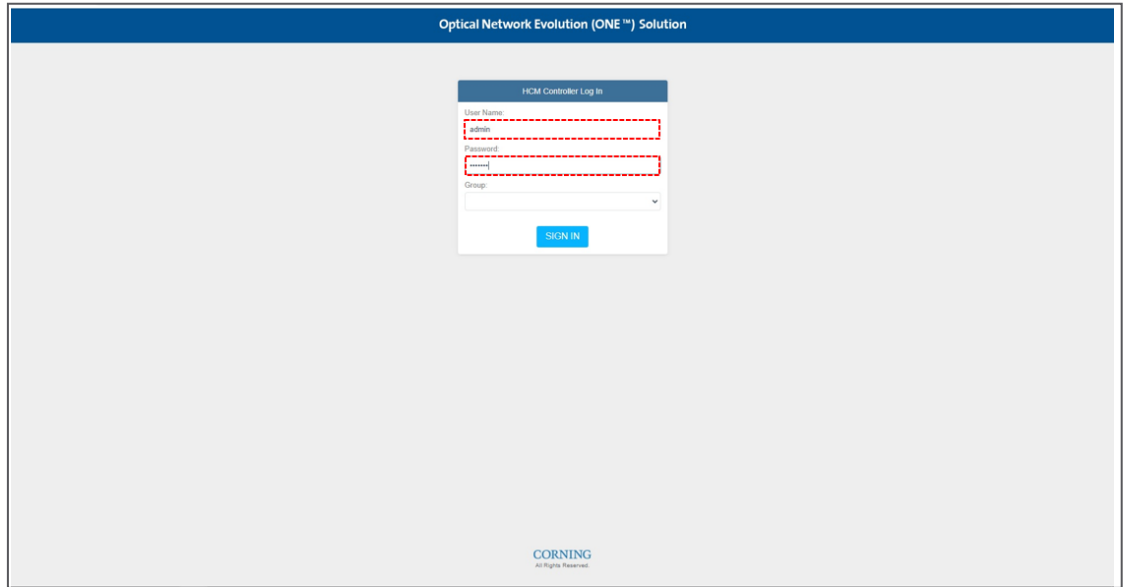 Optical Network Evolution (ONE™) Solution
HCM Controller Log In
User Name:
admin
Password:
•••••••
Group:
SIGN IN
CORNING
All Rights Reserved.